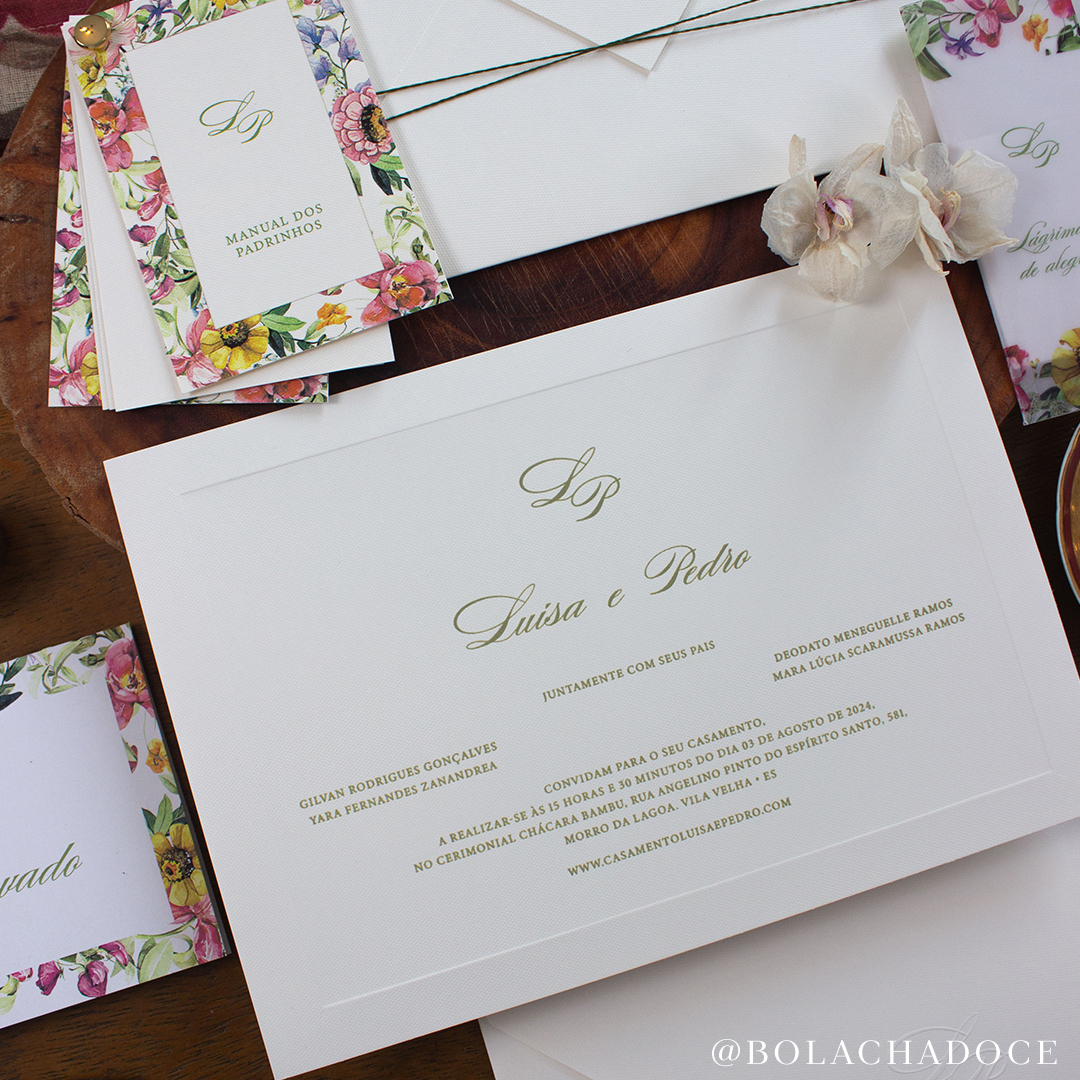 LP
MANUAL DOS
PADRINHOS
LP
Lágrimas
de alegria
LP
Luisa e Pedro
JUNTAMENTE COM SEUS PAIS
DEODATO MENEGUELLE RAMOS
MARA LÚCIA SCARAMUSSA RAMOS
GILVAN RODRIGUES GONÇALVES
YARA FERNANDES ZANANDREA
CONVIDAM PARA O SEU CASAMENTO,
A REALIZAR-SE ÀS 15 HORAS E 30 MINUTOS DO DIA 03 DE AGOSTO DE 2024,
NO CERIMONIAL CHÁCARA BAMBU, RUA ANGELINO PINTO DO ESPÍRITO SANTO, 581,
MORRO DA LAGOA. VILA VELHA • ES
WWW.CASAMENTOLUISAEPEDRO.COM
vado
LP
@BOLACHADOCE